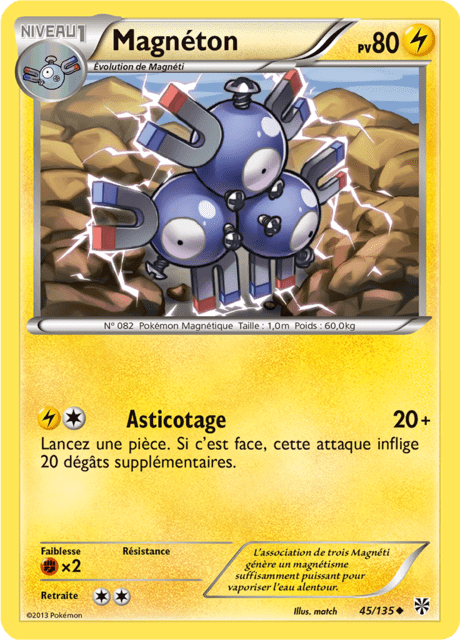 NIVEAU 1
Magnéton
PV80
Évolution de Magnéti
N° 082 Pokémon Magnétique Taille : 1,0m Poids : 60,0kg
Asticotage 20+
Lancez une pièce. Si c'est face, cette attaque inflige
20 dégâts supplémentaires.
Faiblesse Résistance
×2
Retraite
L'association de trois Magnéti
génère un magnétisme
suffisamment puissant pour
vaporiser l'eau alentour.
©2013 Pokémon
Illus. match 45/135